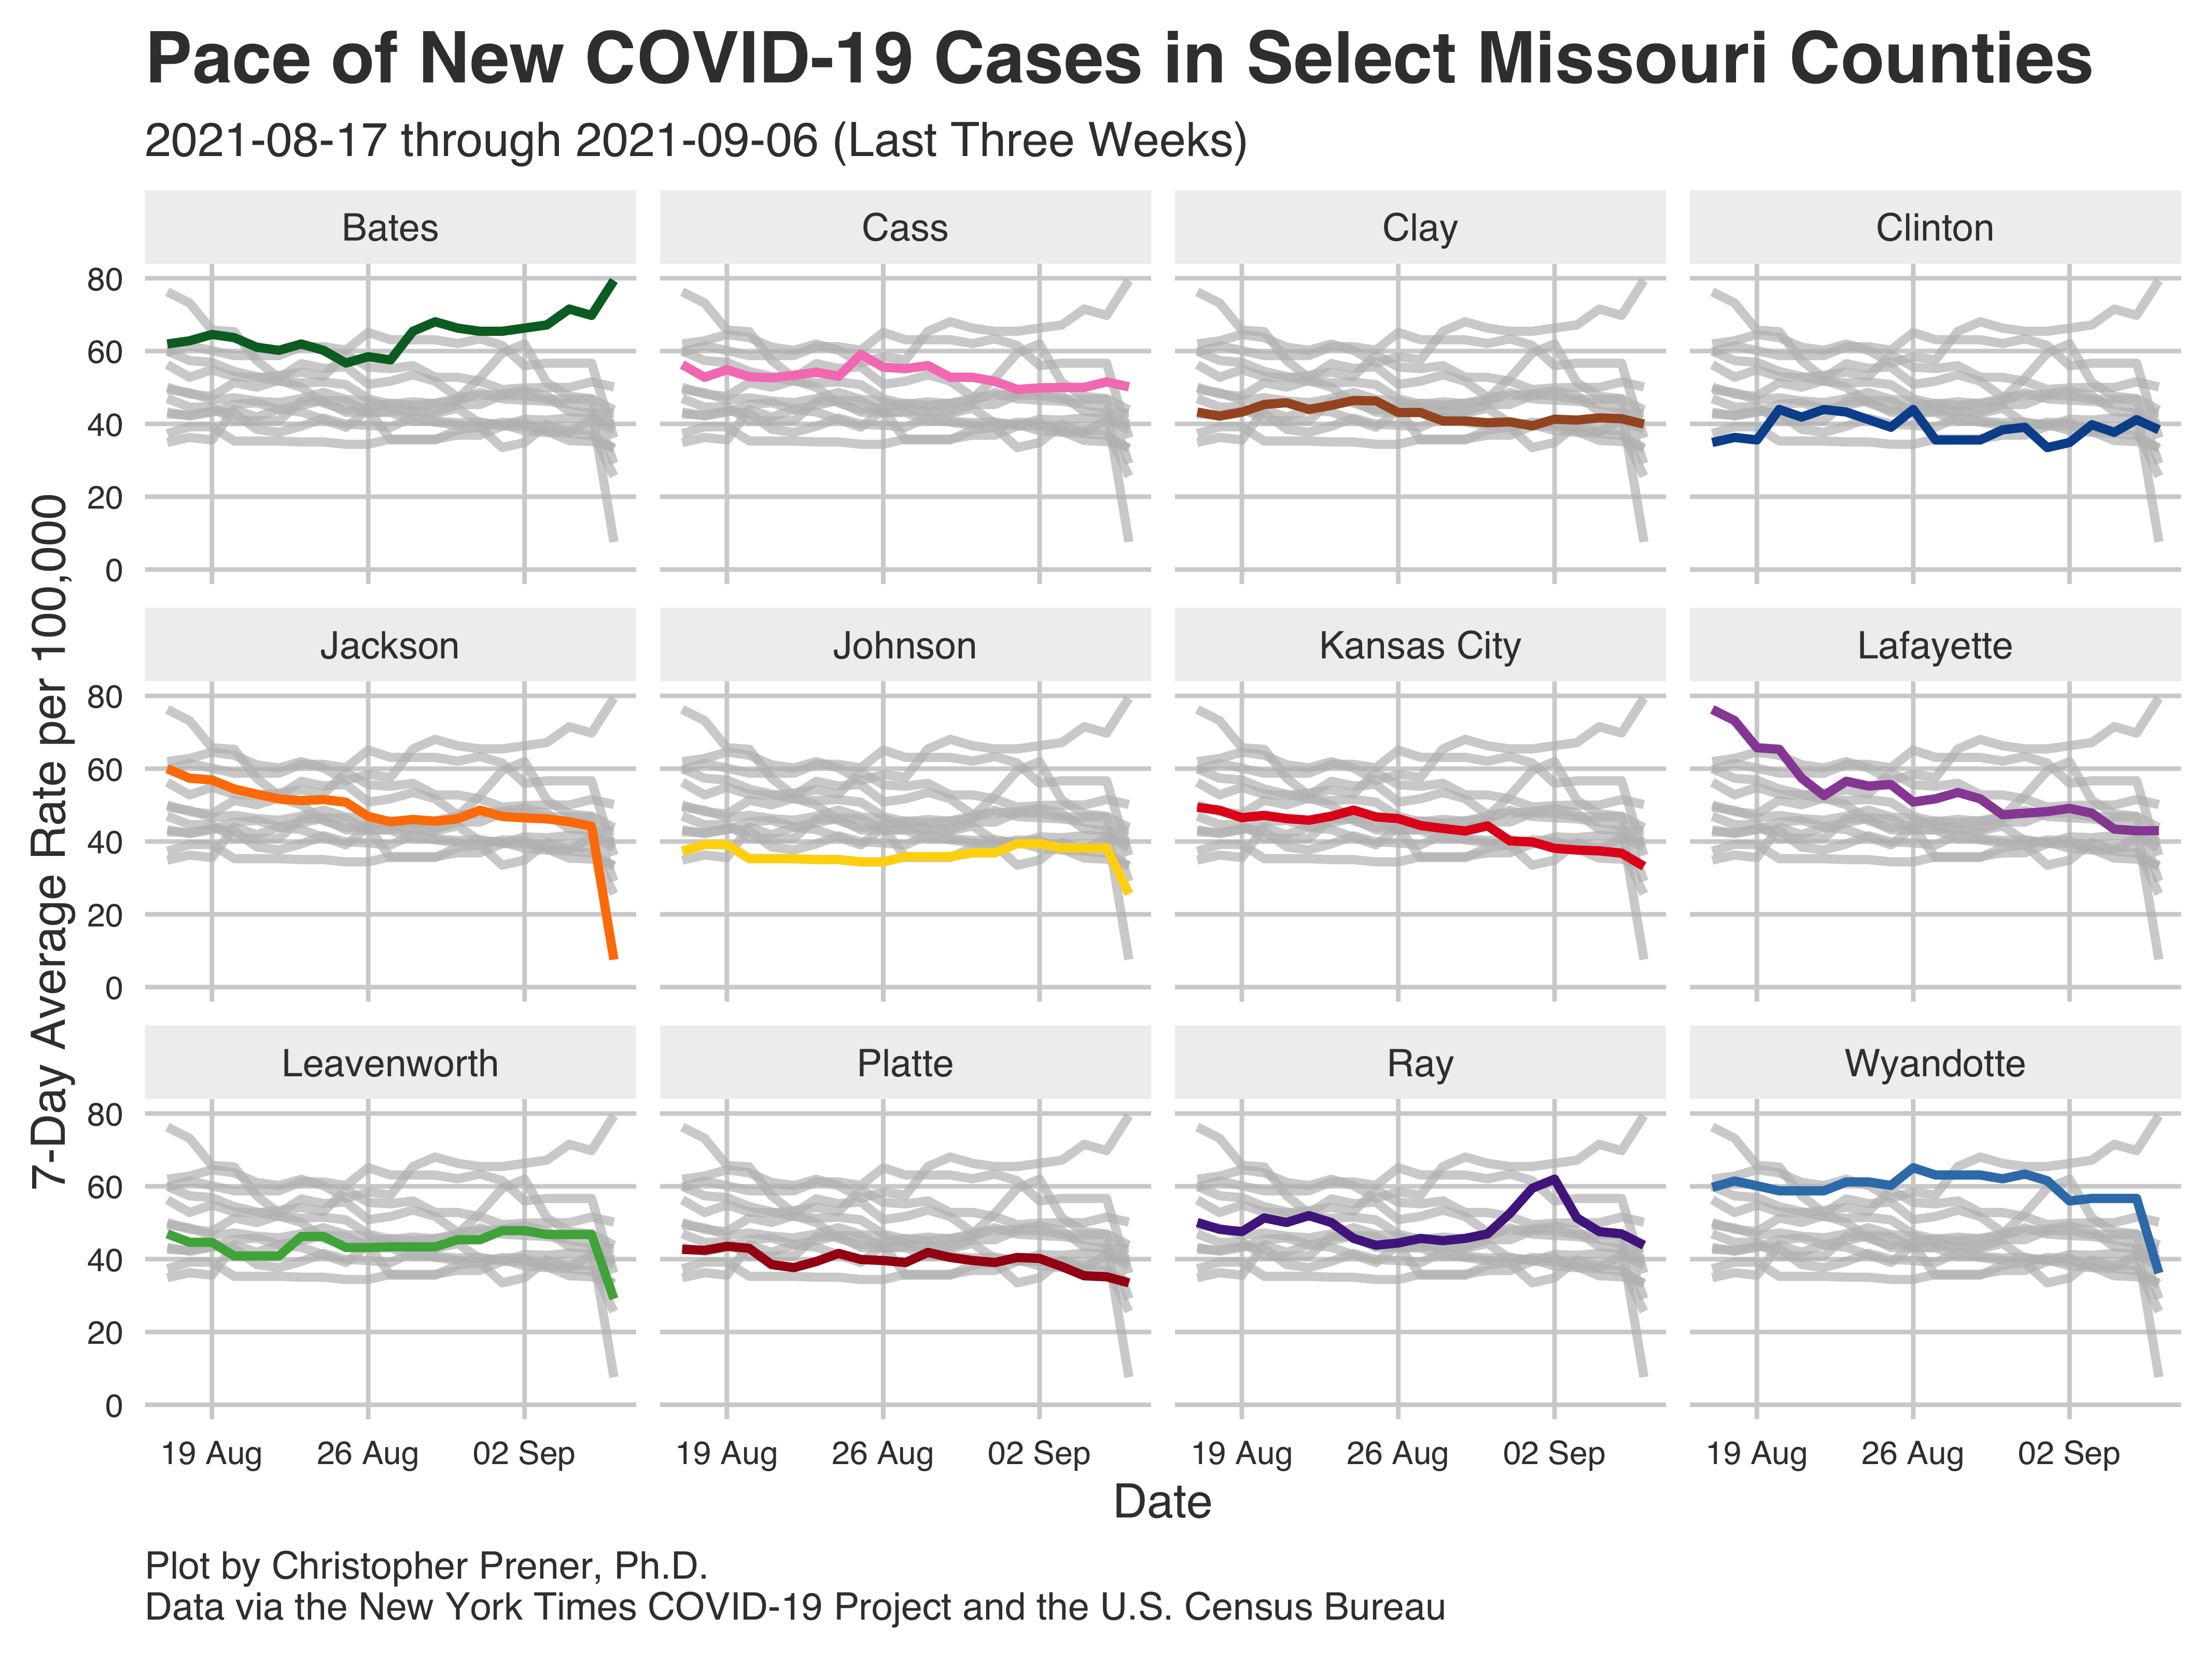 Pace of New COVID-19 Cases in Select Missouri Counties
2021-08-17 through 2021-09-06 (Last Three Weeks)
7-Day Average Rate per 100,000
Bates
Cass
Clay
Clinton
80
60
40
20
0
Jackson
Johnson
Kansas City
Lafayette
80
60
40
20
0
Leavenworth
Platte
Ray
Wyandotte
80
60
40
20
0
19 Aug 26 Aug 02 Sep
19 Aug 26 Aug 02 Sep
19 Aug 26 Aug 02 Sep
19 Aug 26 Aug 02 Sep
Date
Plot by Christopher Prener, Ph.D.
Data via the New York Times COVID-19 Project and the U.S. Census Bureau